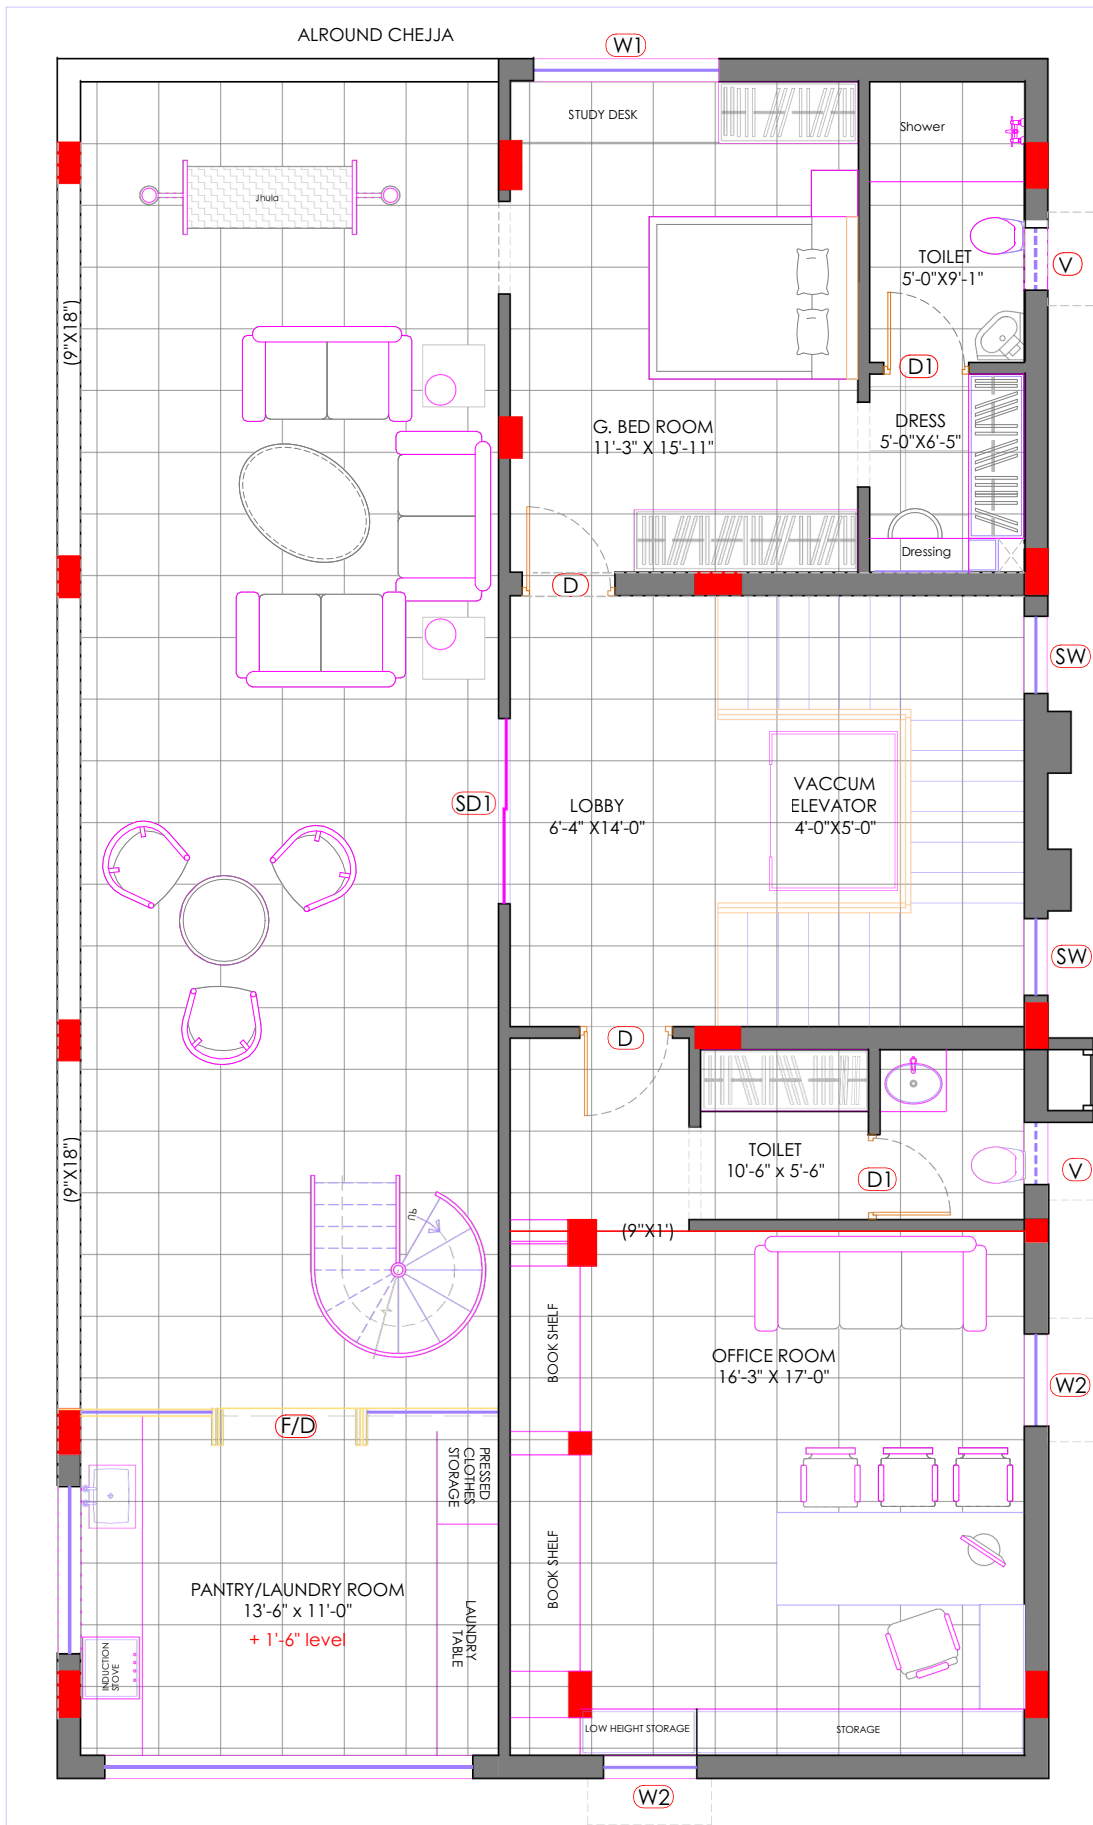 ALROUND CHEJJA
W1
STUDY DESK
Shower
Jhula
TOILET
5'-0"X9'-1"
V
(9"X18")
D1
G. BED ROOM
11'-3" X 15'-11"
DRESS
5'-0"X6'-5"
Dressing
D
SW
SD1
LOBBY
6'-4" X14'-0"
VACCUM
ELEVATOR
4'-0"X5'-0"
SW
D
TOILET
10'-6" x 5'-6"
D1
V
(9"X18")
UP
(9"X1')
BOOK SHELF
OFFICE ROOM
16'-3" X 17'-0"
W2
F/D
PRESSED
CLOTHES
STORAGE
BOOK SHELF
PANTRY/LAUNDRY ROOM
13'-6" x 11'-0"
+ 1'-6" level
LAUNDRY
TABLE
INDUCTION
STOVE
LOW HEIGHT STORAGE
STORAGE
W2